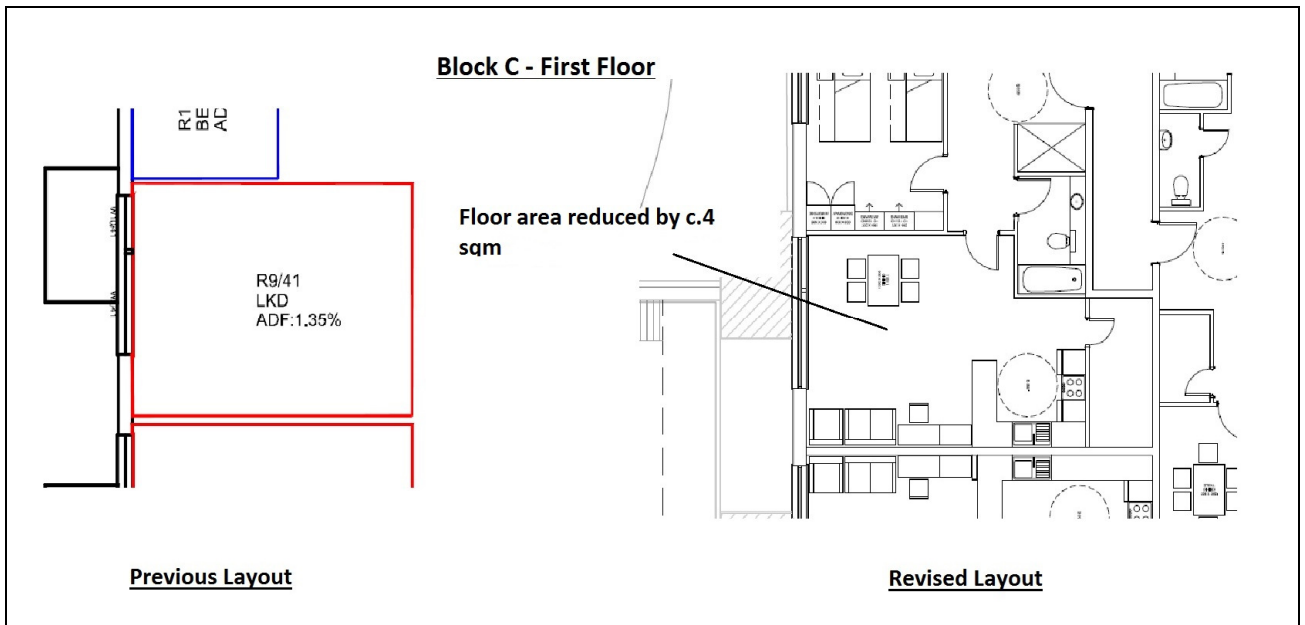 Block C - First Floor
R1
BE
AD
R9/41
LKD
ADF:1.35%
Floor area reduced by c.4
sqm
Previous Layout
Revised Layout